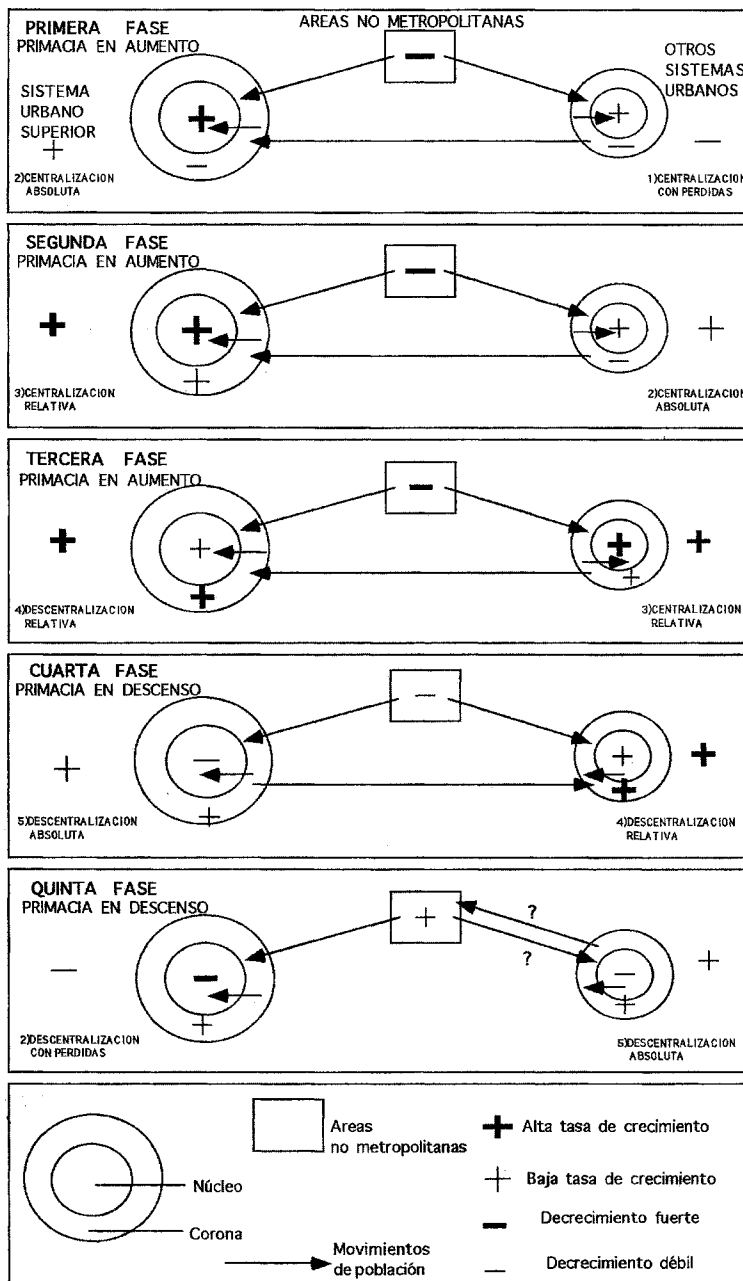 PRIMERA FASE
PRIMACIA EN AUMENTO
AREAS NO METROPOLITANAS
SISTEMA
URBANO
SUPERIOR
OTROS
SISTEMAS
URBANOS
2)CENTRALIZACION
ABSOLUTA
1)CENTRALIZACION
CON PERDIDAS
SEGUNDA FASE
PRIMACIA EN AUMENTO
3)CENTRALIZACION
RELATIVA
2)CENTRALIZACION
ABSOLUTA
TERCERA FASE
PRIMACIA EN AUMENTO
4)DESCENTRALIZACION
RELATIVA
3)CENTRALIZACION
RELATIVA
CUARTA FASE
PRIMACIA EN DESCENSO
5)DESCENTRALIZACION
ABSOLUTA
4)DESCENTRALIZACION
RELATIVA
QUINTA FASE
PRIMACIA EN DESCENSO
?
?
2)DESCENTRALIZACION
CON PERDIDAS
5)DESCENTRALIZACION
ABSOLUTA
Núcleo
Corona
Areas
no metropolitanas
Movimientos
de población
Alta tasa de crecimiento
Baja tasa de crecimiento
Decrecimiento fuerte
Decrecimiento débil